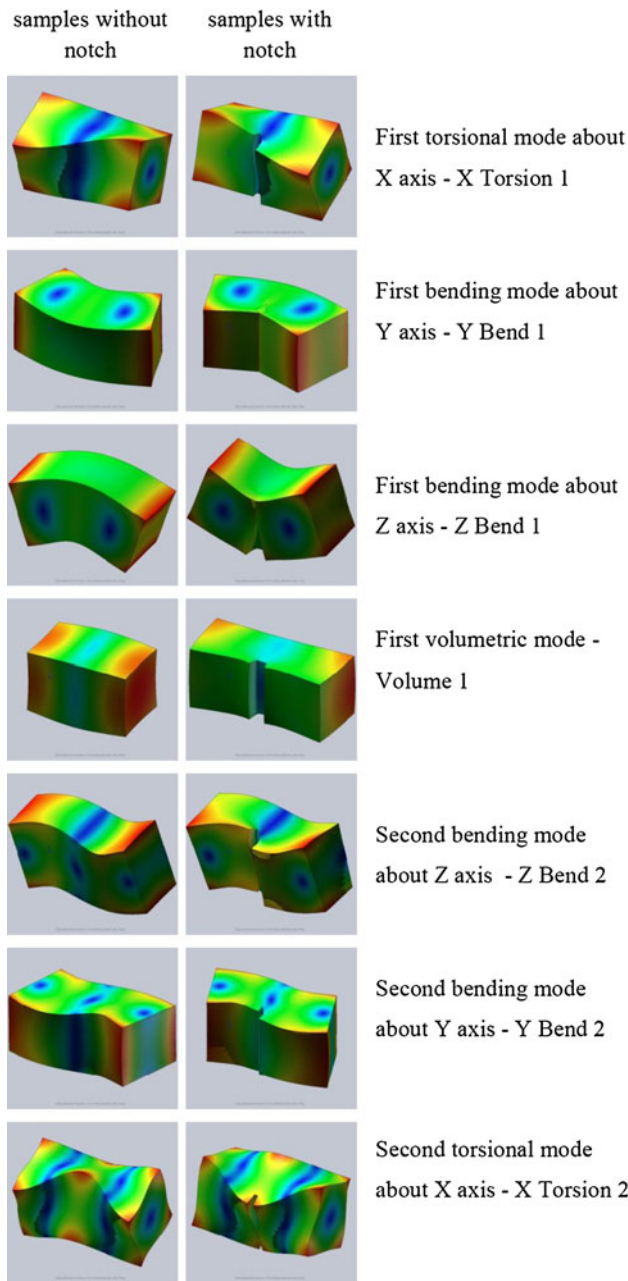 samples without
notch
samples with
notch
First torsional mode about
X axis - X Torsion 1
First bending mode about
Y axis - Y Bend 1
First bending mode about
Z axis - Z Bend 1
First volumetric mode -
Volume 1
Second bending mode
about Z axis - Z Bend 2
Second bending mode
about Y axis - Y Bend 2
Second torsional mode
about X axis - X Torsion 2